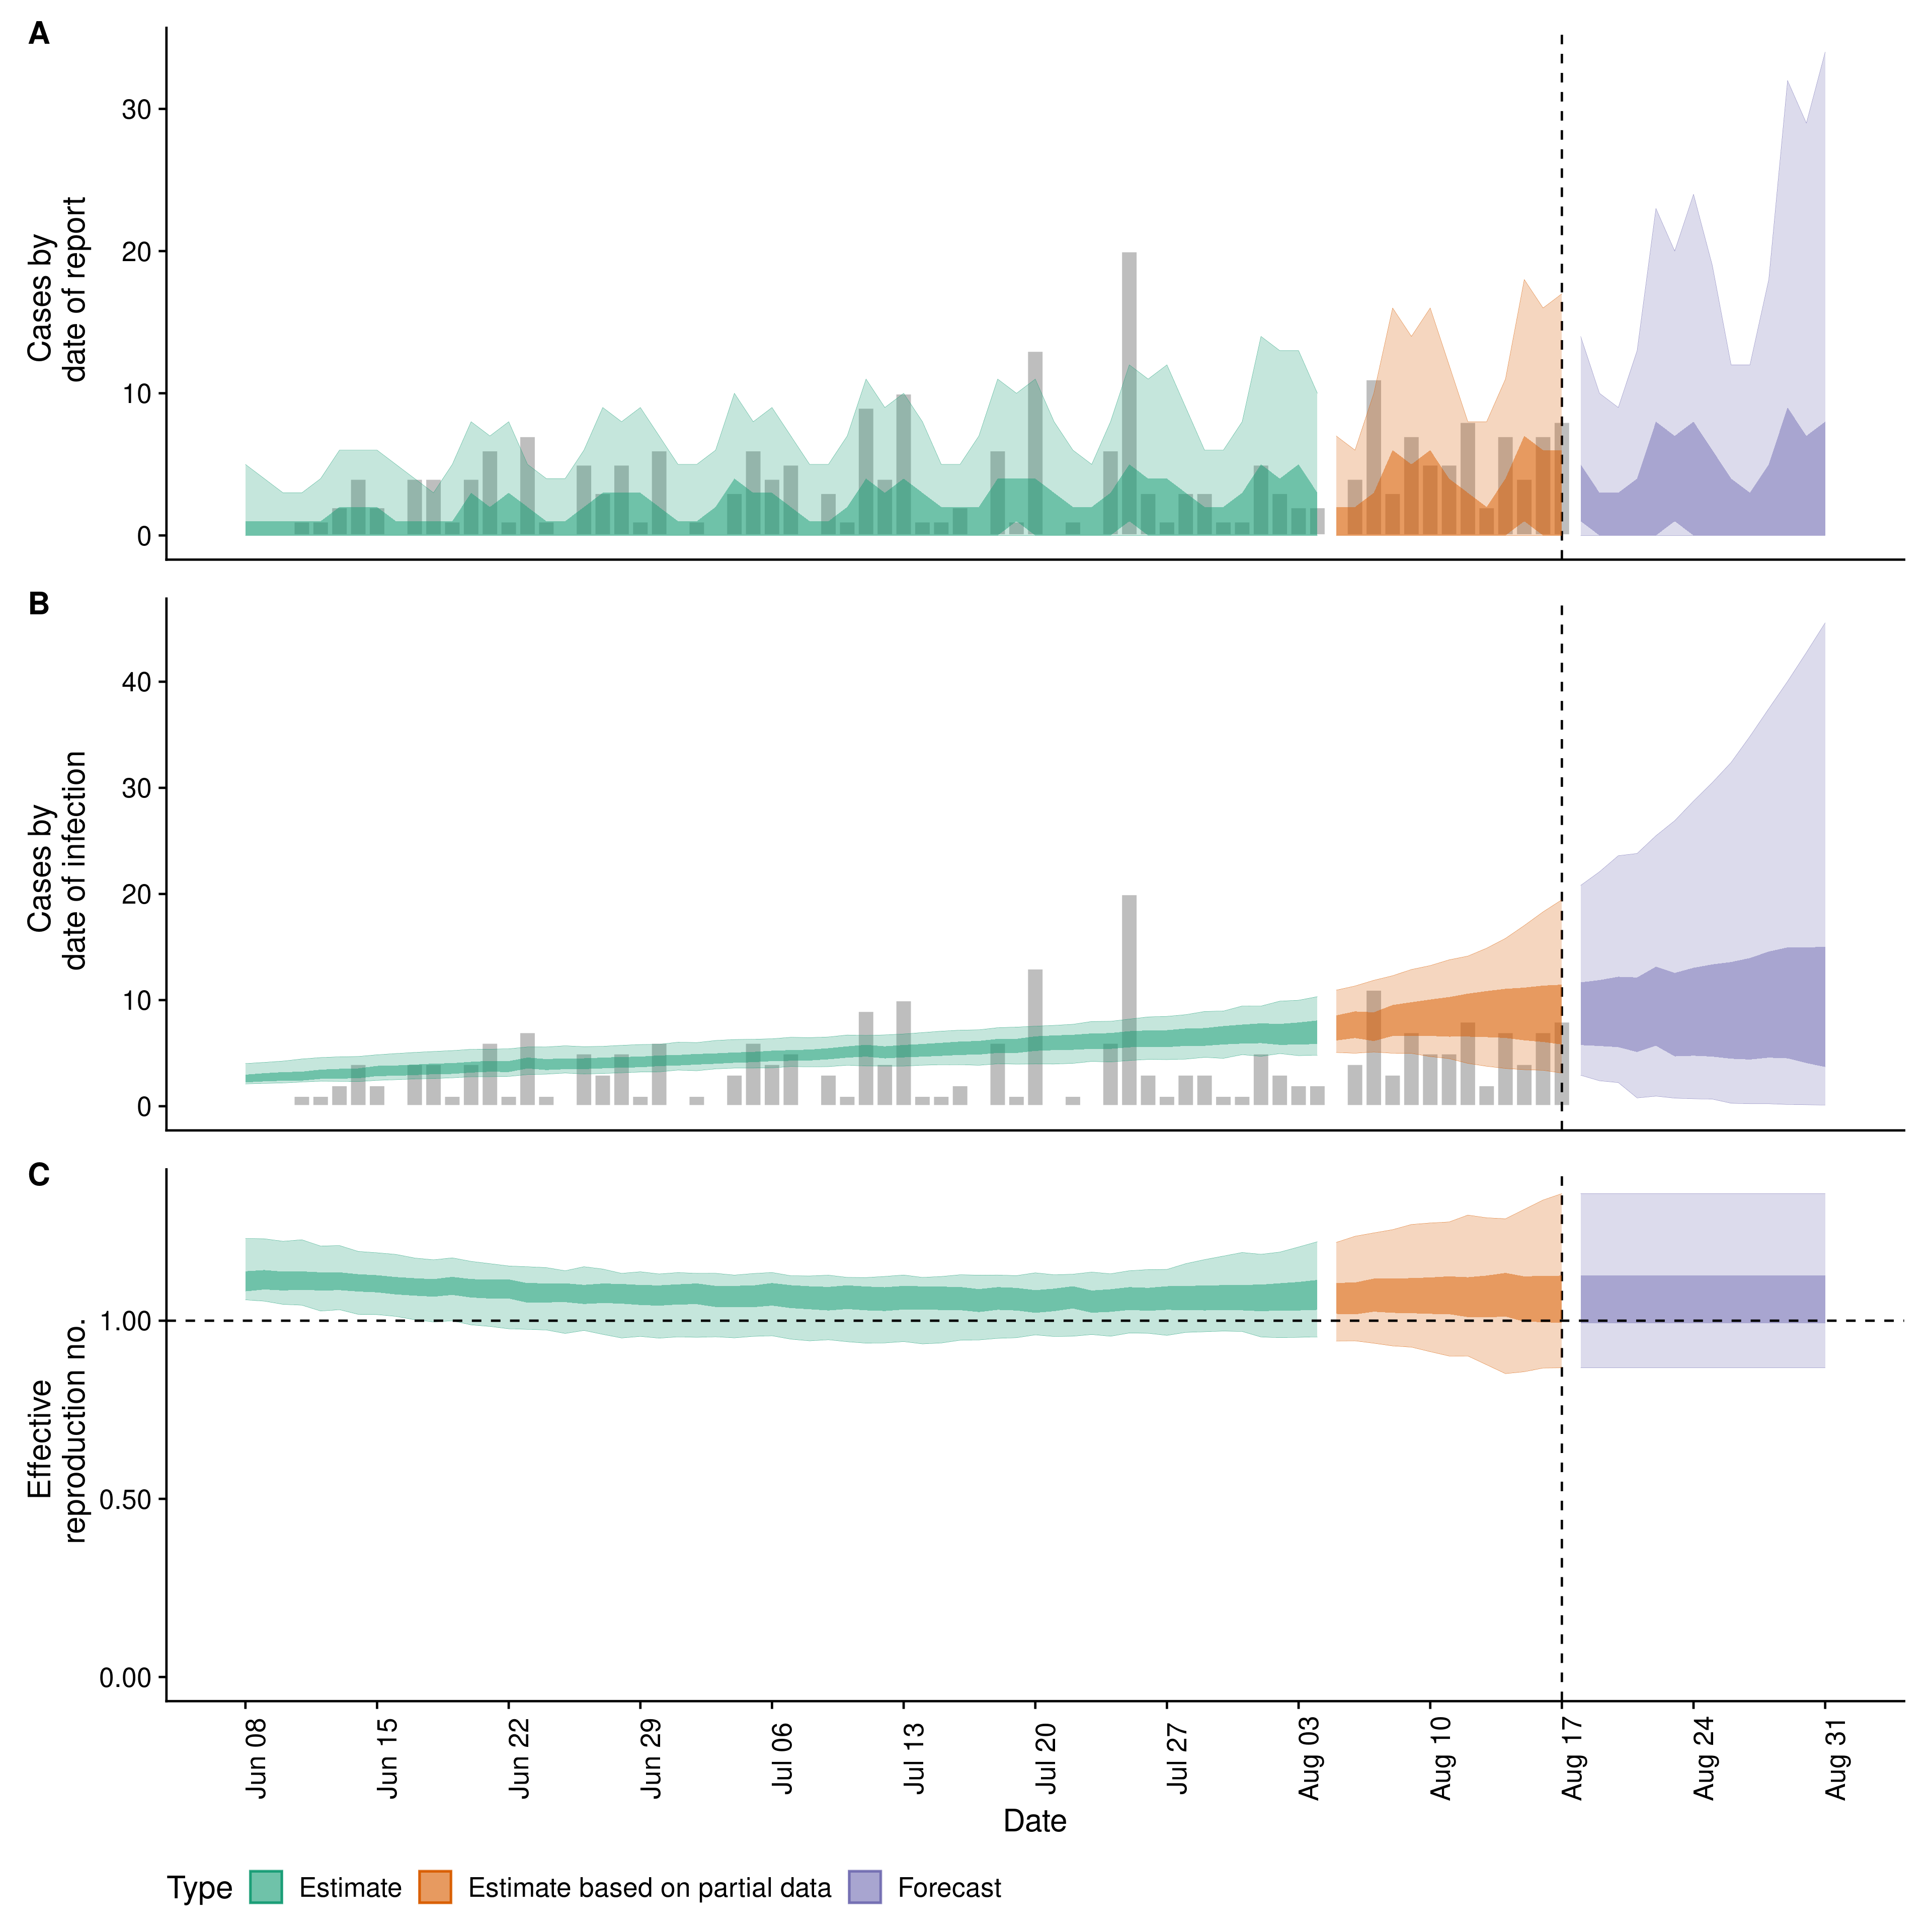 A
Cases by
date of report
30
20
10
0
B
Cases by
date of infection
40
30
20
10
0
C
Effective
reproduction no.
1.00
0.50
0.00
Jun 08
Jun 15
Jun 22
Jun 29
Jul 06
Jul 13
Jul 20
Jul 27
Aug 03
Aug 10
Aug 17
Aug 24
Aug 31
Date
Type Estimate Estimate based on partial data Forecast